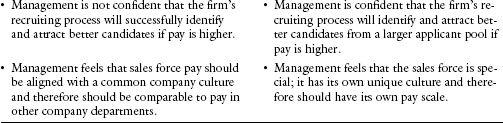 • Management is not confident that the firm's
recruiting process will successfully identify
and attract better candidates if pay is higher.
• Management feels that sales force pay should
be aligned with a common company culture
and therefore should be comparable to pay in
other company departments.
• Management is confident that the firm's re-
cruiting process will identify and attract bet-
ter candidates from a larger applicant pool if
pay is higher.
• Management feels that the sales force is spe-
cial; it has its own unique culture and there-
fore should have its own pay scale.